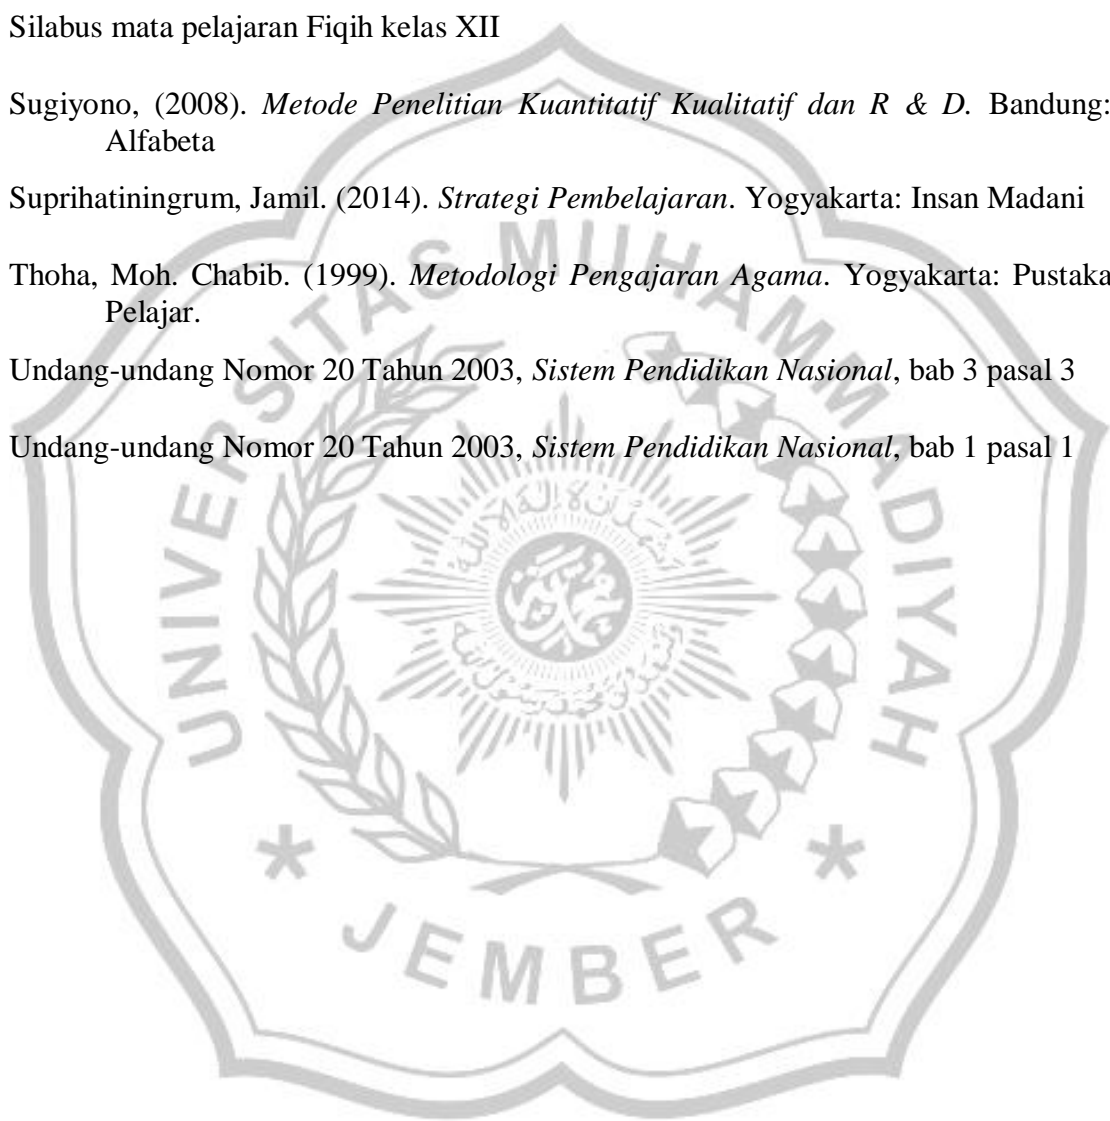 Silabus mata pelajaran Fiqih kelas XII
Sugiyono, (2008). Metode Penelitian Kuantitatif Kualitatif dan R & D. Bandung:
Alfabeta
Suprihatiningrum, Jamil. (2014). Strategi Pembelajaran. Yogyakarta: Insan Madani
Thoha, Moh. Chabib. (1999). Metodologi Pengajaran Agama. Yogyakarta: Pustaka
Pelajar.
Undang-undang Nomor 20 Tahun 2003, Sistem Pendidikan Nasional, bab 3 pasal 3
Undang-undang Nomor 20 Tahun 2003, Sistem Pendidikan Nasional, bab 1 pasal 1
UNIVERSITAS MUHAMMADIYAH
JEMBER